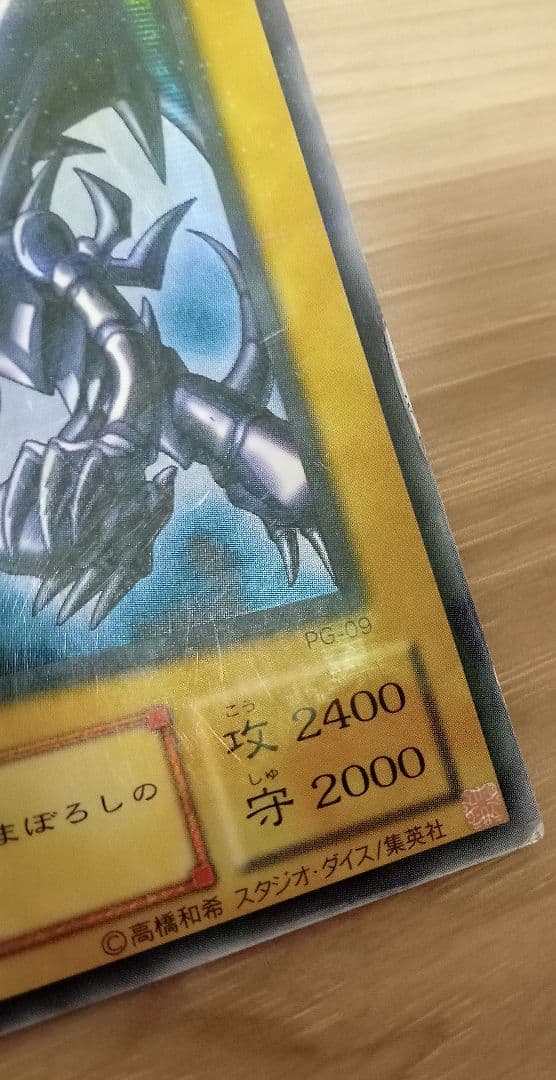 PG-09
こう
攻 2400
しゅ
守 2000
まぼろしの
©高橋和希 スタジオ・ダイス/集英社